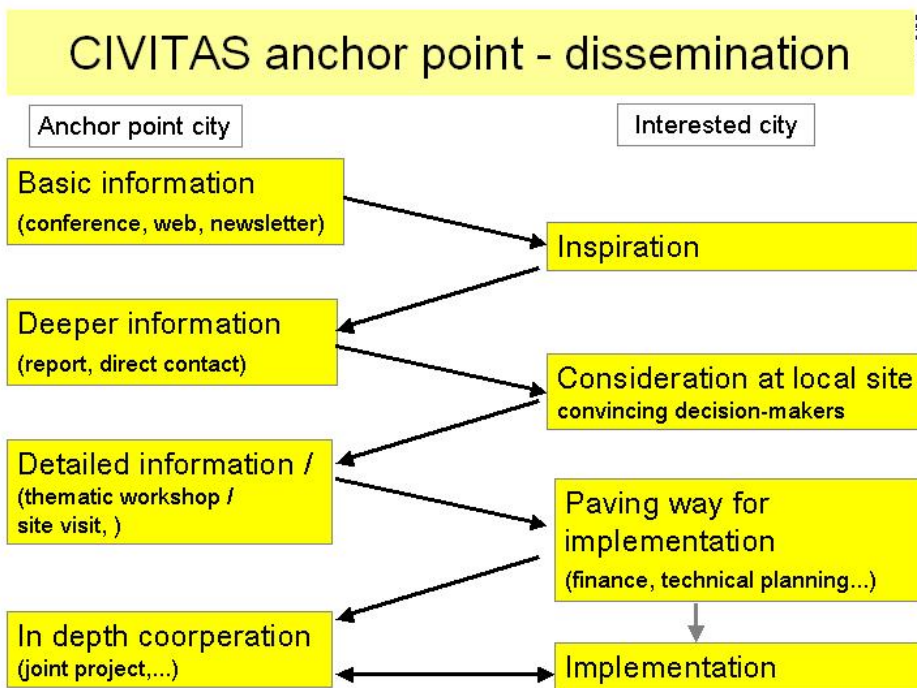 CIVITAS anchor point - dissemination
Anchor point city
Interested city
Basic information
(conference, web, newsletter)
Inspiration
Deeper information
(report, direct contact)
Consideration at local site
convincing decision-makers
Detailed information /
(thematic workshop /
site visit, )
Paving way for
implementation
(finance, technical planning...)
In depth coorperation
(joint project,...)
Implementation